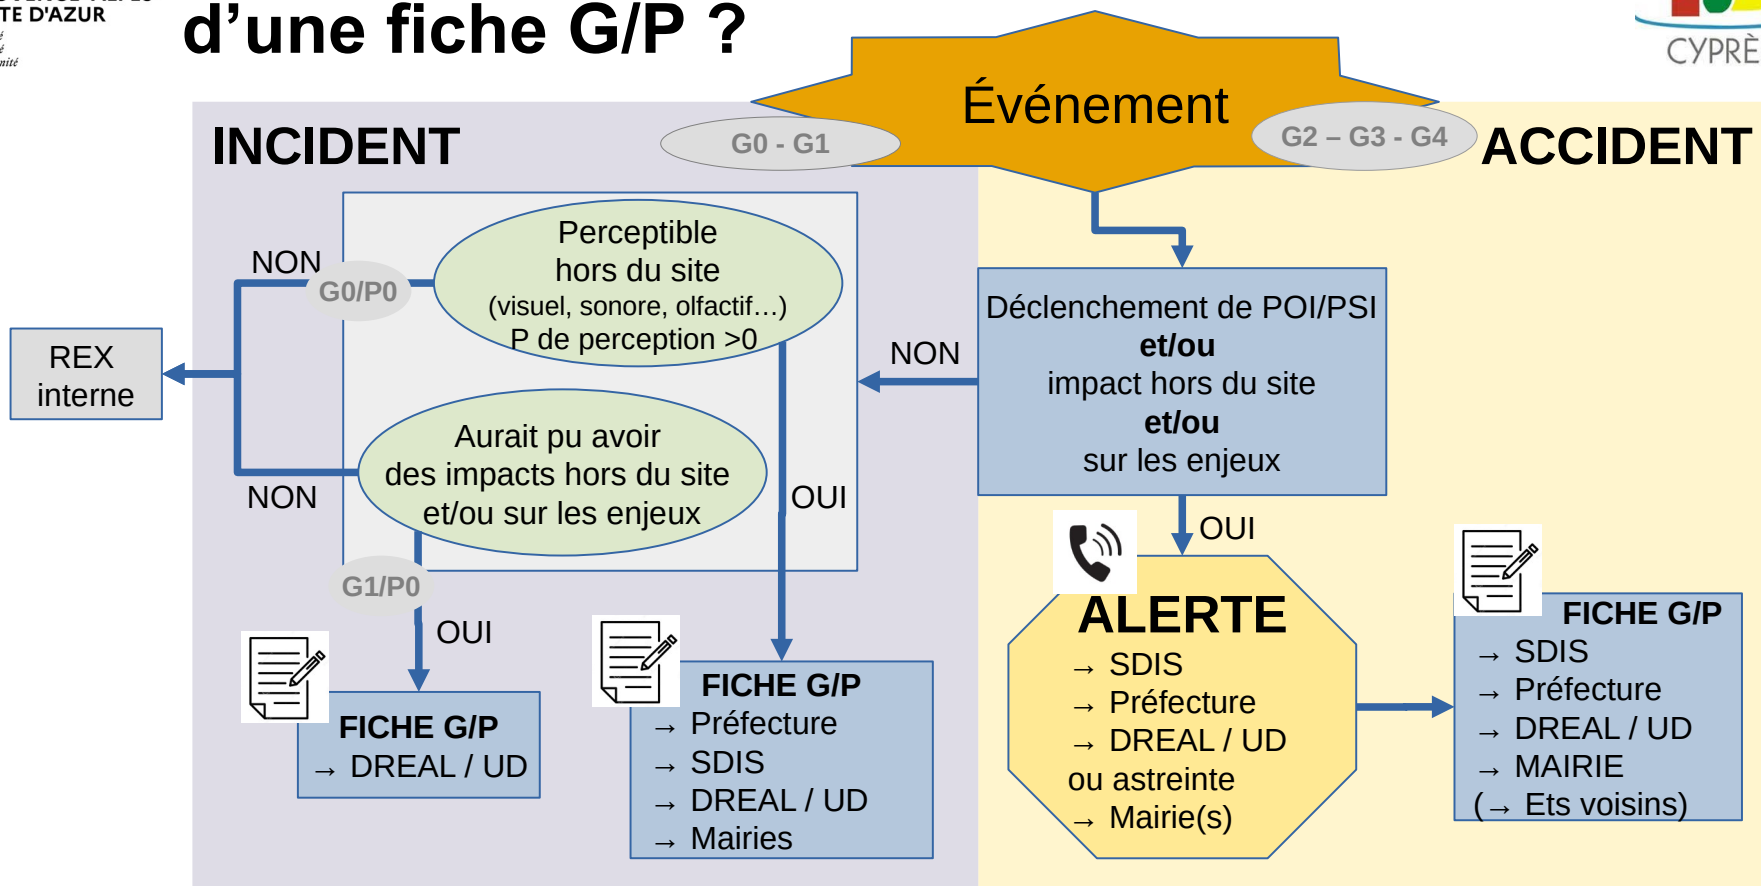 TE D'AZUR
d'une fiche G/P ?
CYPRÈ
Événement
INCIDENT
G0 - G1
G2 – G3 - G4
ACCIDENT
Perceptible
hors du site
(visuel, sonore, olfactif…)
P de perception >0
NON
G0/P0
REX
interne
Aurait pu avoir
des impacts hors du site
et/ou sur les enjeux
NON
OUI
G1/P0
OUI
NON
Déclenchement de POI/PSI
et/ou
impact hors du site
et/ou
sur les enjeux
OUI
FICHE G/P
→ DREAL / UD
FICHE G/P
→ Préfecture
→ SDIS
→ DREAL / UD
→ Mairies
ALERTE
→ SDIS
→ Préfecture
→ DREAL / UD
ou astreinte
→ Mairie(s)
FICHE G/P
→ SDIS
→ Préfecture
→ DREAL / UD
→ MAIRIE
(→ Ets voisins)